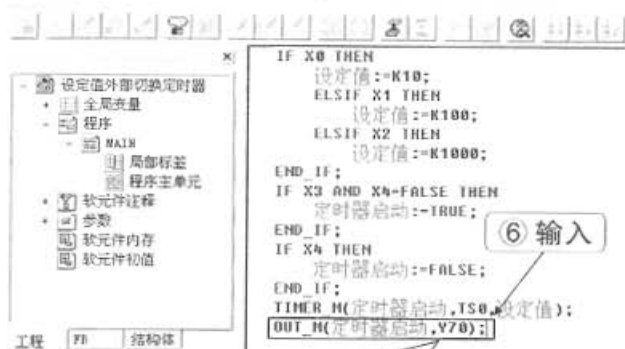 设定值外部切换定时器
全局变量
程序
MAIN
局部标签
程序主单元
软元件注释
参数
软元件内存
软元件初值
工程 FB 结构体
IF X0 THEN
设定值:=K10;
ELSIF X1 THEN
设定值:=K100;
ELSIF X2 THEN
设定值:=K1000;
END_IF;
IF X3 AND X4=FALSE THEN
定时器启动:=TRUE;
END_IF;
IF X4 THEN
定时器启动:=FALSE;
END_IF;
TIMER_M(定时器启动,TS0,设定值);
OUT_M(定时器启动,Y70);
⑥ 输入